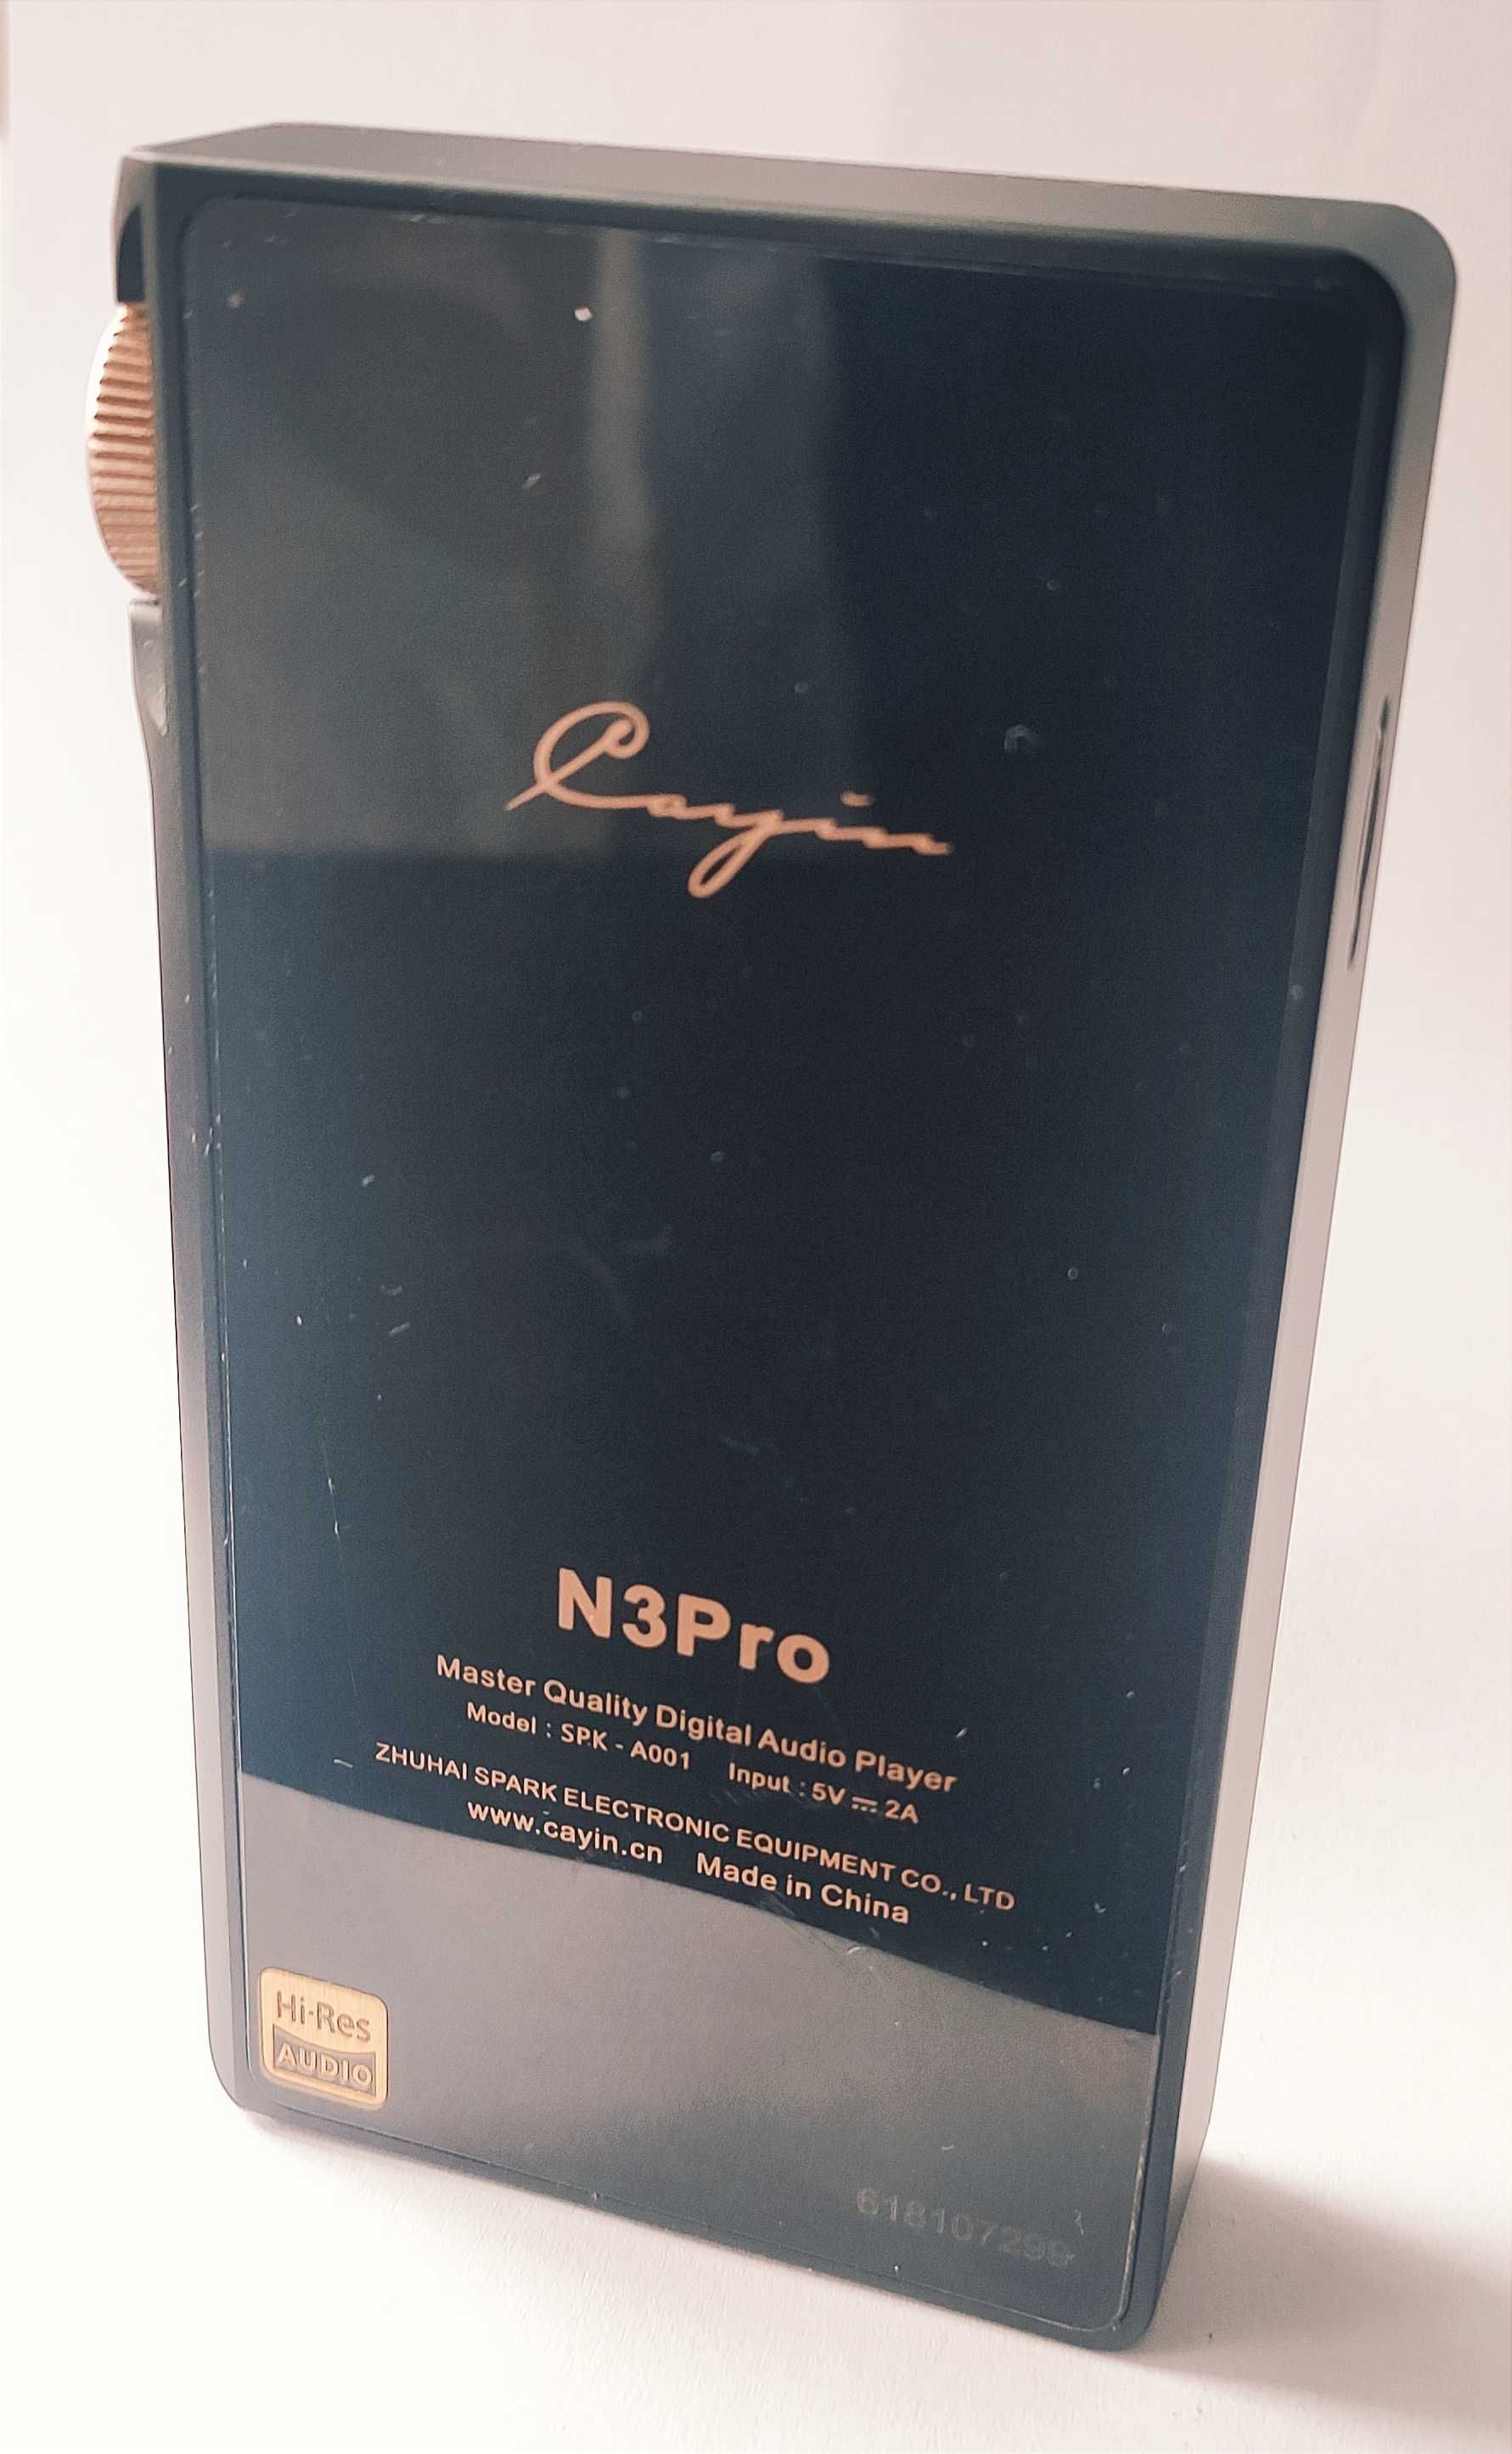 Cayin
N3Pro
Master Quality Digital Audio Player
Model : SPK - A001 Input : 5V ⎓ 2A
ZHUHAI SPARK ELECTRONIC EQUIPMENT CO., LTD
www.cayin.cn Made in China
Hi-Res
AUDIO
618107299